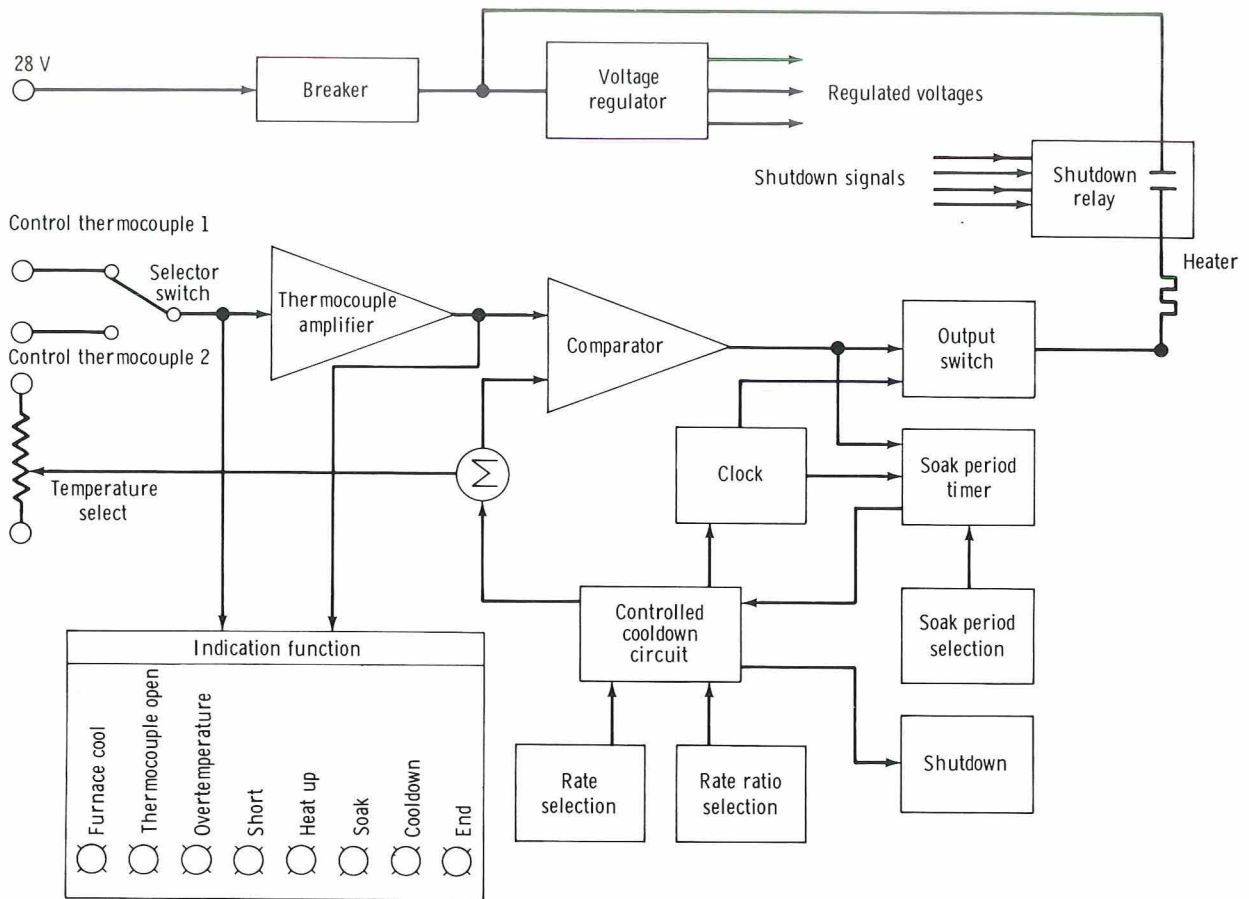 28 V
Breaker
Voltage
regulator
Regulated voltages
Shutdown signals
Shutdown
relay
Heater
Control thermocouple 1
Selector
switch
Thermocouple
amplifier
Comparator
Output
switch
Control thermocouple 2
Temperature
select
Σ
Clock
Soak period
timer
Controlled
cooldown
circuit
Soak period
selection
Rate
selection
Rate ratio
selection
Shutdown
Indication function
Furnace cool
Thermocouple open
Overtemperature
Short
Heat up
Soak
Cooldown
End